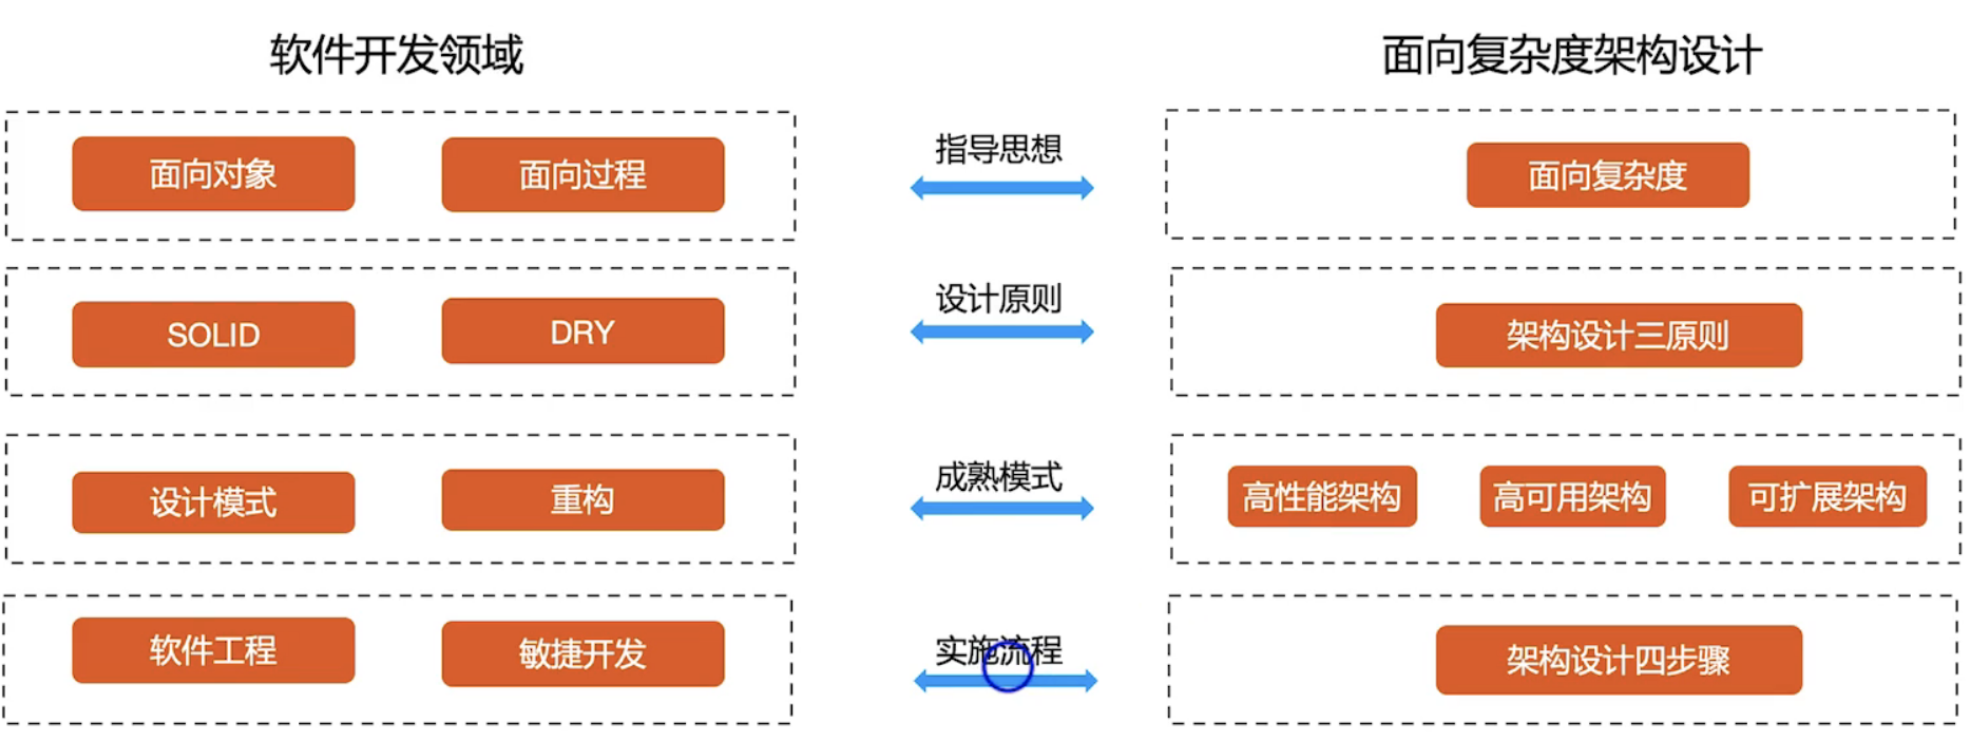 软件开发领域
面向复杂度架构设计
面向对象
面向过程
指导思想
面向复杂度
SOLID
DRY
设计原则
架构设计三原则
设计模式
重构
成熟模式
高性能架构
高可用架构
可扩展架构
软件工程
敏捷开发
实施流程
架构设计四步骤